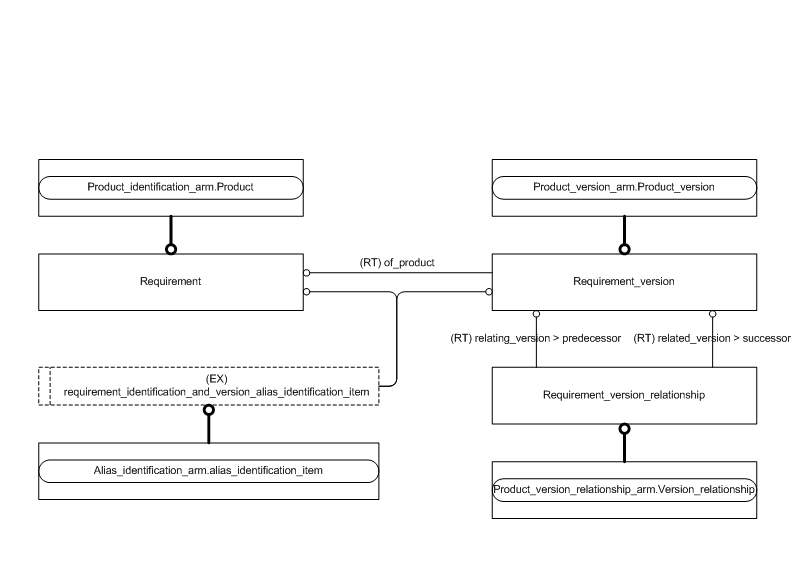 Product_identification_arm.Product
Product_version_arm.Product_version
(RT) of_product
Requirement
Requirement_version
(RT) relating_version > predecessor
(RT) related_version > successor
(EX)
requirement_identification_and_version_alias_identification_item
Requirement_version_relationship
Alias_identification_arm.alias_identification_item
Product_version_relationship_arm.Version_relationship